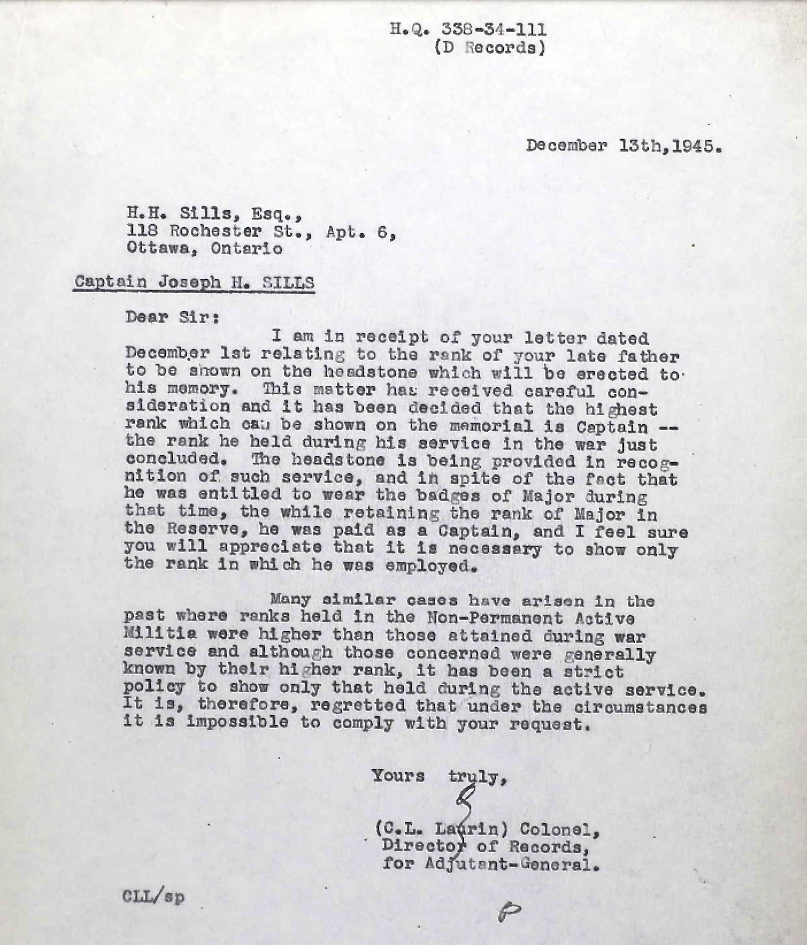 H.Q. 338-34-111
(D Records)
December 13th,1945.
H.H. Sills, Esq.,
118 Rochester St., Apt. 6,
Ottawa, Ontario
Captain Joseph H. SILLS
Dear Sir:
I am in receipt of your letter dated
December 1st relating to the rank of your late father
to be shown on the headstone which will be erected to
his memory. This matter has received careful con-
sideration and it has been decided that the highest
rank which can be shown on the memorial is Captain --
the rank he held during his service in the war just
concluded. The headstone is being provided in recog-
nition of such service, and in spite of the fact that
he was entitled to wear the badges of Major during
that time, the while retaining the rank of Major in
the Reserve, he was paid as a Captain, and I feel sure
you will appreciate that it is necessary to show only
the rank in which he was employed.
Many similar cases have arisen in the
past where ranks held in the Non-Permanent Active
Militia were higher than those attained during war
service and although those concerned were generally
known by their higher rank, it has been a strict
policy to show only that held during the active service.
It is, therefore, regretted that under the circumstances
it is impossible to comply with your request.
Yours truly,
(C.L. Laurin) Colonel,
Director of Records,
for Adjutant-General.
CLL/sp